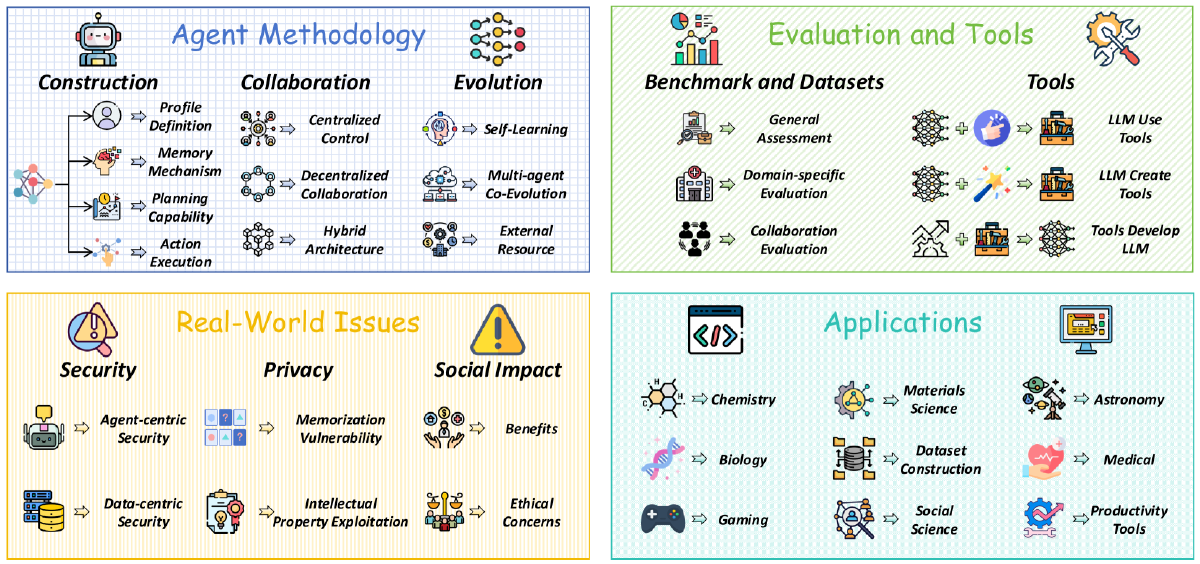 Agent Methodology
Construction
Collaboration
Evolution
Profile
Definition
Memory
Mechanism
Planning
Capability
Action
Execution
Centralized
Control
Decentralized
Collaboration
Hybrid
Architecture
Self-Learning
Multi-agent
Co-Evolution
External
Resource
Evaluation and Tools
Benchmark and Datasets
Tools
General
Assessment
Domain-specific
Evaluation
Collaboration
Evaluation
LLM Use
Tools
LLM Create
Tools
Tools Develop
LLM
Real-World Issues
Security
Privacy
Social Impact
Agent-centric
Security
Data-centric
Security
Memorization
Vulnerability
Intellectual
Property Exploitation
Benefits
Ethical
Concerns
Applications
H
H
C
C
Chemistry
Biology
Gaming
Materials
Science
Dataset
Construction
Social
Science
Astronomy
Medical
Productivity
Tools